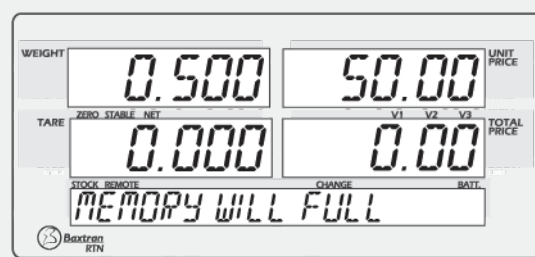 WEIGHT 0.500 50.00 UNIT PRICE
ZERO STABLE NET V1 V2 V3
TARE 0.000 0.00 TOTAL PRICE
STOCK REMOTE CHANGE BATT.
MEMORY WILL FULL
Baxtran
RTN